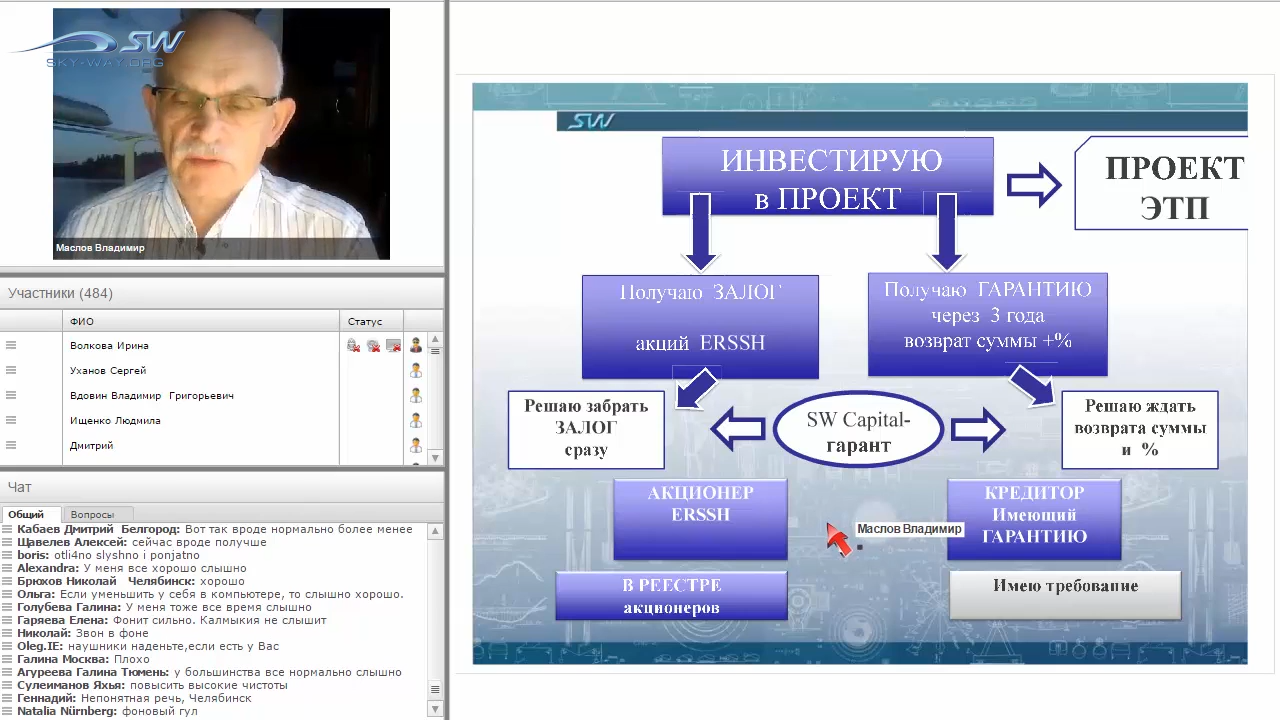 SW
SKY-WAY.ORG
Маслов Владимир
Участники (484)
ФИО
Статус
Волкова Ирина
Уханов Сергей
Вдовин Владимир Григорьевич
Ищенко Людмила
Дмитрий
Чат
Общий
Вопросы
Кабаев Дмитрий Белгород: Вот так вроде нормально более менее
Щавелев Алексей: сейчас вроде получше
boris: otli4no slyshno i ponjatno
Alexandra: У меня все хорошо слышно
Брюхов Николай Челябинск: хорошо
Ольга: Если уменьшить у себя в компьютере, то слышно хорошо.
Голубева Галина: У меня тоже все время слышно
Гаряева Елена: Фонит сильно. Калмыкия не слышит
Николай: Звон в фоне
Oleg.IE: наушники наденьте,если есть у Вас
Галина Москва: Плохо
Агуреева Галина Тюмень: у большинства все нормально слышно
Сулеиманов Яхья: повысить высокие чистоты
Геннадий: Непонятная речь, Челябинск
Natalia Nürnberg: фоновый гул
SW
ИНВЕСТИРУЮ
в ПРОЕКТ
ПРОЕКТ
ЭТП
Получаю ЗАЛОГ
акций ERSSH
Получаю ГАРАНТИЮ
через 3 года
возврат суммы +%
Решаю забрать
ЗАЛОГ
сразу
SW Capital-
гарант
Решаю ждать
возврата суммы
и %
АКЦИОНЕР
ERSSH
КРЕДИТОР
Имеющий
ГАРАНТИЮ
Маслов Владимир
В РЕЕСТРЕ
акционеров
Имею требование